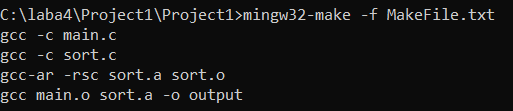 C:\laba4\Project1\Project1>mingw32-make -f MakeFile.txt
gcc -c main.c
gcc -c sort.c
gcc-ar -rsc sort.a sort.o
gcc main.o sort.a -o output